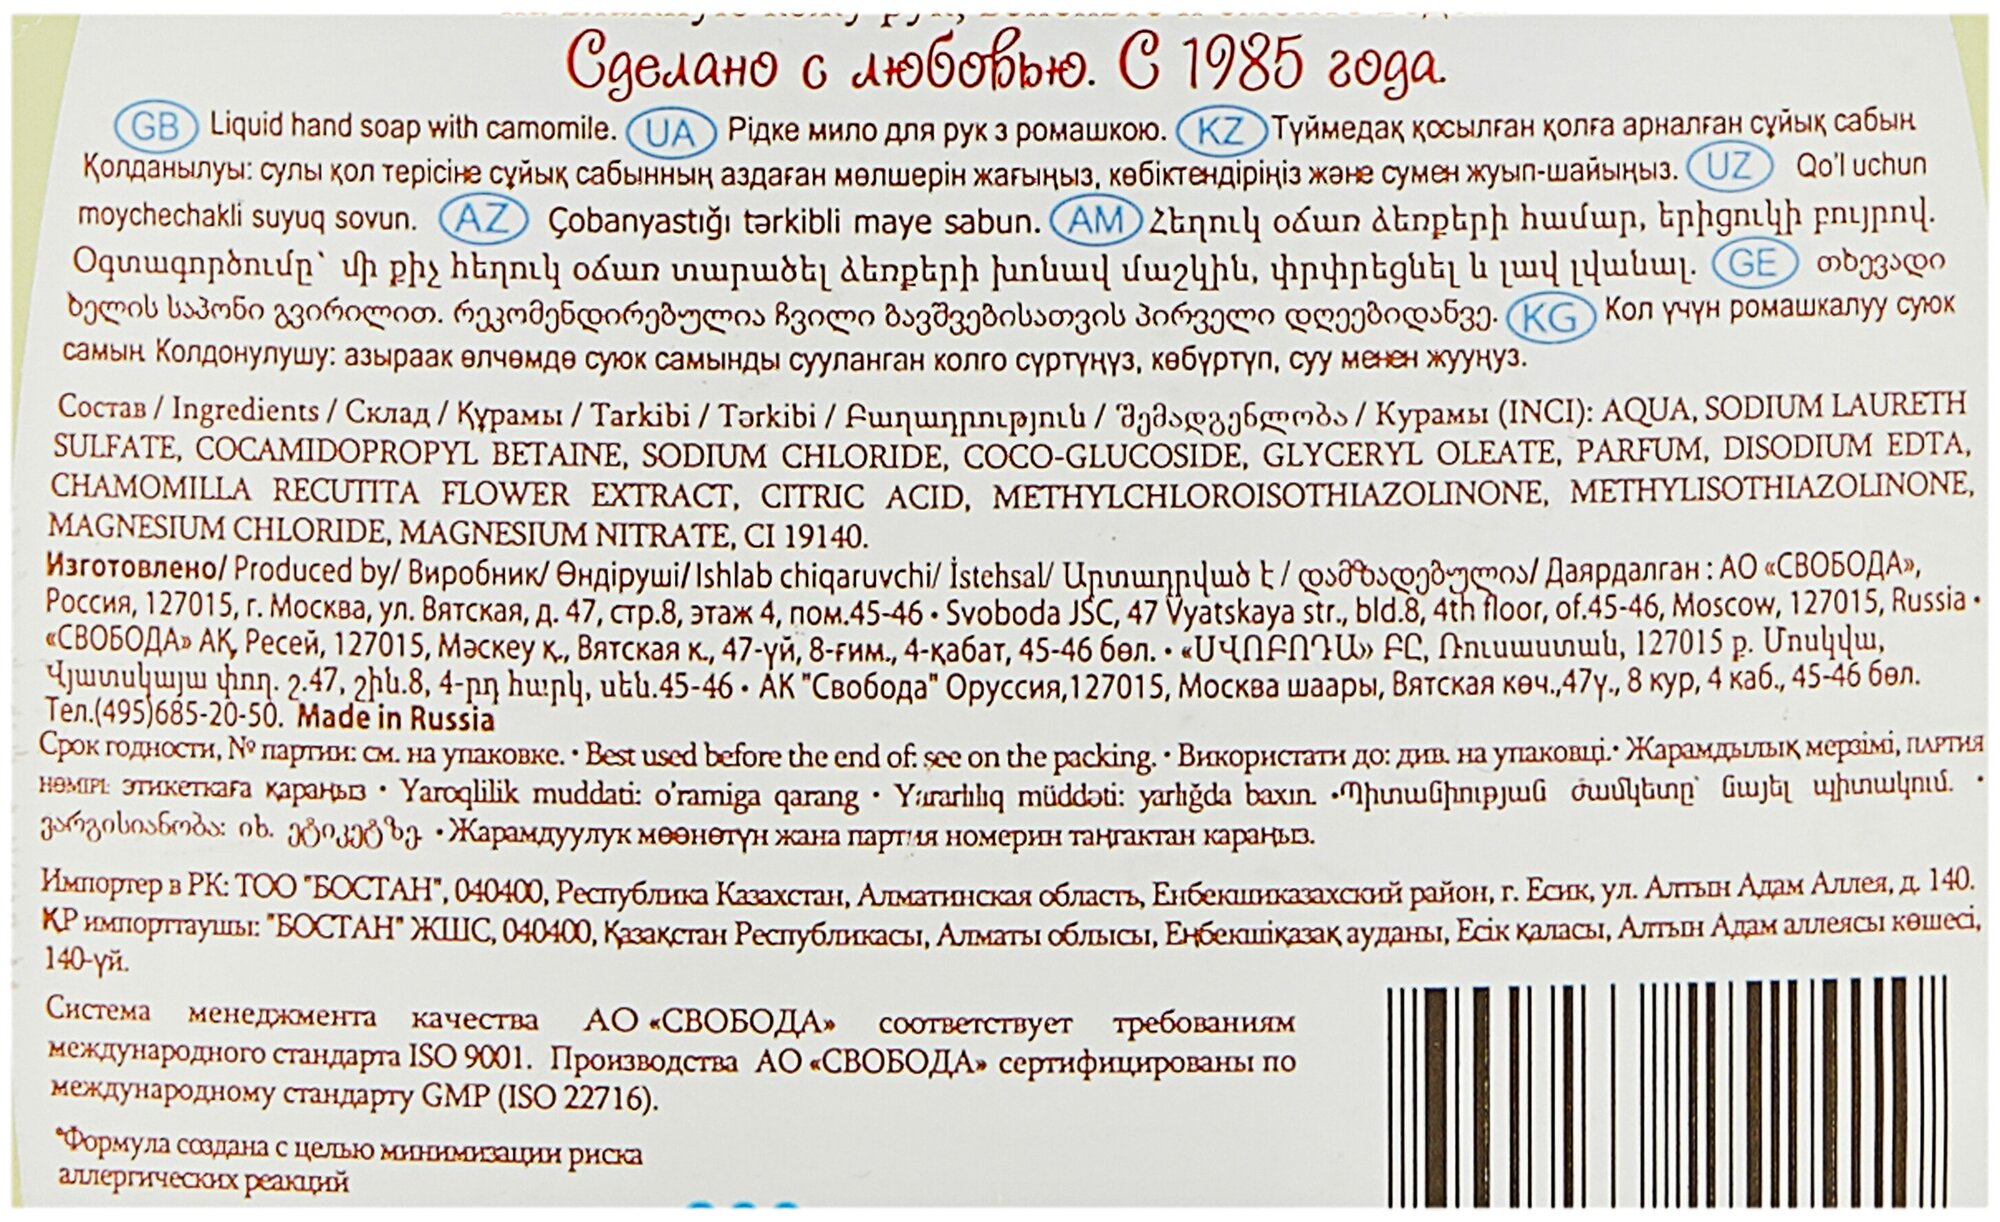 Сделано с любовью. С 1985 года.
GB Liquid hand soap with camomile. UA Рідке мило для рук з ромашкою. KZ Түймедақ қосылған қолға арналған сұйық сабын.
Қолданылуы: сулы қол терісіне сұйық сабынның аздаған мөлшерін жағыңыз, көбіктендіріңіз және сумен жуып-шайыңыз. UZ Qo'l uchun
moychechakli suyuq sovun. AZ Çobanyastığı tərkibli maye sabun. AM Հեղուկ օճառ ձեռքերի համար, երիցուկի բույրով.
Օգտագործումը՝ մի քիչ հեղուկ օճառ տարածել ձեռքերի խոնավ մաշկին, փրփրեցնել և լավ լվանալ. GE თხევადი
ხელის საპონი გვირილით. რეკომენდირებულია ჩვილი ბავშვებისათვის პირველი დღეებიდანვე. KG Кол үчүн ромашкалуу суюк
самын. Колдонулушу: азыраак өлчөмдө суюк самынды сууланган колго сүртүңүз, көбүртүп, суу менен жууңуз.
Состав / Ingredients / Склад / Құрамы / Tarkibi / Tərkibi / Բաղադրություն / შემადგენლობა / Курамы (INCI): AQUA, SODIUM LAURETH
SULFATE, COCAMIDOPROPYL BETAINE, SODIUM CHLORIDE, COCO-GLUCOSIDE, GLYCERYL OLEATE, PARFUM, DISODIUM EDTA,
CHAMOMILLA RECUTITA FLOWER EXTRACT, CITRIC ACID, METHYLCHLOROISOTHIAZOLINONE, METHYLISOTHIAZOLINONE,
MAGNESIUM CHLORIDE, MAGNESIUM NITRATE, CI 19140.
Изготовлено/ Produced by/ Виробник/ Өндіруші/ Ishlab chiqaruvchi/ İstehsal/ Արտադրված է / დამზადებულია/ Даярдалган : АО «СВОБОДА»,
Россия, 127015, г. Москва, ул. Вятская, д. 47, стр.8, этаж 4, пом.45-46 • Svoboda JSC, 47 Vyatskaya str., bld.8, 4th floor, of.45-46, Moscow, 127015, Russia •
«СВОБОДА» АҚ, Ресей, 127015, Мәскеу қ., Вятская к., 47-үй, 8-ғим., 4-қабат, 45-46 бөл. • «ՍՎՈԲՈԴԱ» ԲԸ, Ռուսաստան, 127015 ք. Մոսկվա,
Վյատսկայա փող. շ.47, շին.8, 4-րդ հարկ, սեն.45-46 • АК "Свобода" Оруссия,127015, Москва шаары, Вятская көч.,47ү., 8 кур, 4 каб., 45-46 бөл.
Тел.(495)685-20-50. Made in Russia
Срок годности, № партии: см. на упаковке. • Best used before the end of: see on the packing. • Використати до: див. на упаковці.• Жарамдылық мерзімі, партия
нөмірі: этикеткаға қараңыз • Yaroqlilik muddati: o'ramiga qarang • Yararlılıq müddəti: yarlığda baxın. •Պիտանիության ժամկետը՝ նայել պիտակում. •
ვარგისიანობა: იხ. ეტიკეტზე. •Жарамдуулук мөөнөтүн жана партия номерин таңгактан караңыз.
Импортер в РК: ТОО "БОСТАН", 040400, Республика Казахстан, Алматинская область, Енбекшиказахский район, г. Есик, ул. Алтын Адам Аллея, д. 140.
ҚР импорттаушы: "БОСТАН" ЖШС, 040400, Қазақстан Республикасы, Алматы облысы, Еңбекшіқазақ ауданы, Есік қаласы, Алтын Адам аллеясы көшесі,
140-үй.
Система менеджмента качества АО «СВОБОДА» соответствует требованиям
международного стандарта ISO 9001. Производства АО «СВОБОДА» сертифицированы по
международному стандарту GMP (ISO 22716).
*Формула создана с целью минимизации риска
аллергических реакций